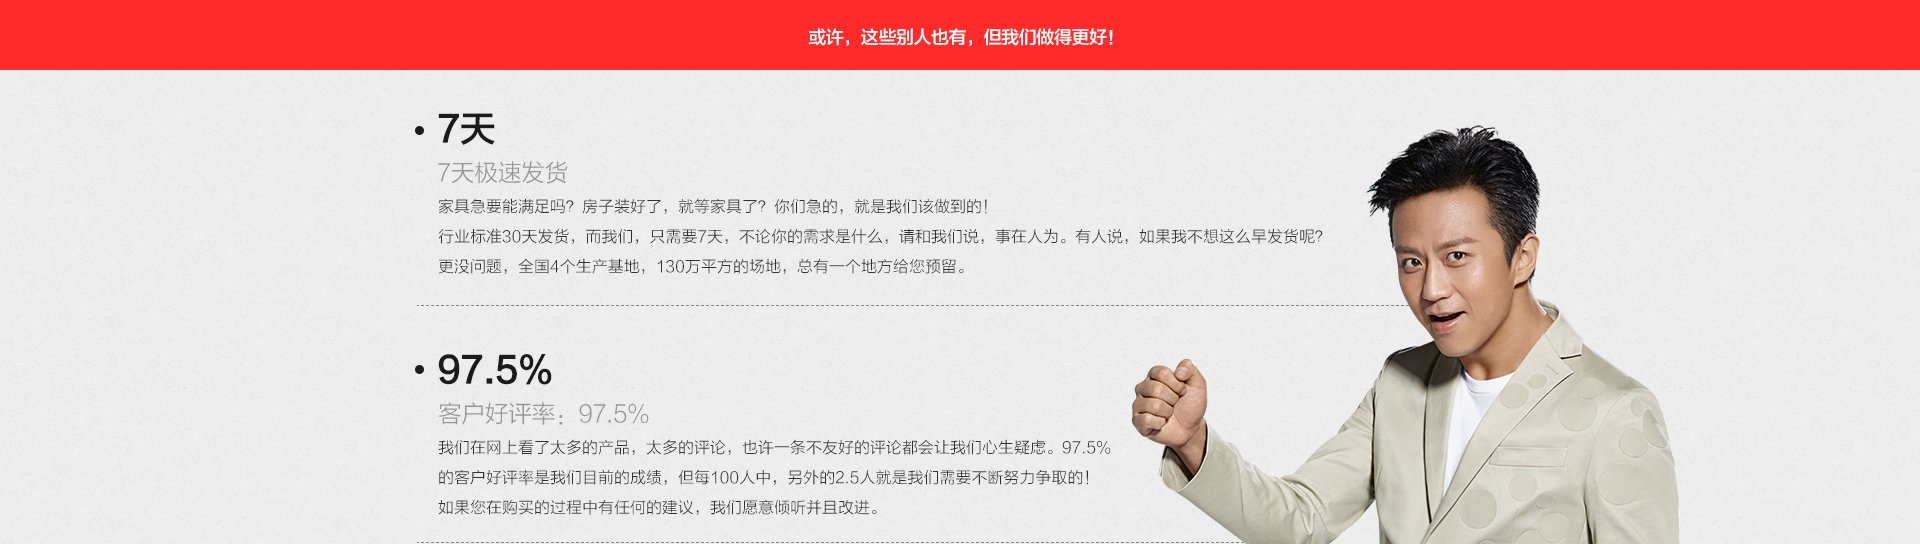 或许，这些别人也有，但我们做得更好！
7天
7天极速发货
家具急要能满足吗？房子装好了，就等家具了？你们急的，就是我们该做到的！
行业标准30天发货，而我们，只需要7天，不论你的需求是什么，请和我们说，事在人为。有人说，如果我不想这么早发货呢？
更没问题，全国4个生产基地，130万平方的场地，总有一个地方给您预留。
97.5%
客户好评率：97.5%
我们在网上看了太多的产品，太多的评论，也许一条不友好的评论都会让我们心生疑虑。97.5%
的客户好评率是我们目前的成绩，但每100人中，另外的2.5人就是我们需要不断努力争取的！
如果您在购买的过程中有任何的建议，我们愿意倾听并且改进。